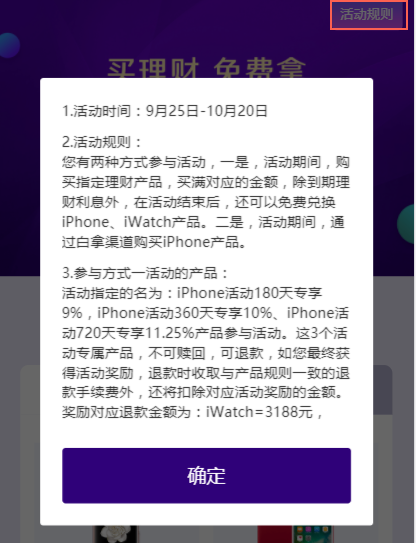 活动规则
买理财 免费拿
1.活动时间：9月25日-10月20日
2.活动规则：
您有两种方式参与活动，一是，活动期间，购
买指定理财产品，买满对应的金额，除到期理
财利息外，在活动结束后，还可以免费兑换
iPhone、iWatch产品。二是，活动期间，通
过白拿渠道购买iPhone产品。
3.参与方式一活动的产品：
活动指定的名为：iPhone活动180天专享
9%，iPhone活动360天专享10%、iPhone活
动720天专享11.25%产品参与活动。这3个活
动专属产品，不可赎回，可退款，如您最终获
得活动奖励，退款时收取与产品规则一致的退
款手续费外，还将扣除对应活动奖励的金额。
奖励对应退款金额为：iWatch=3188元，
确定